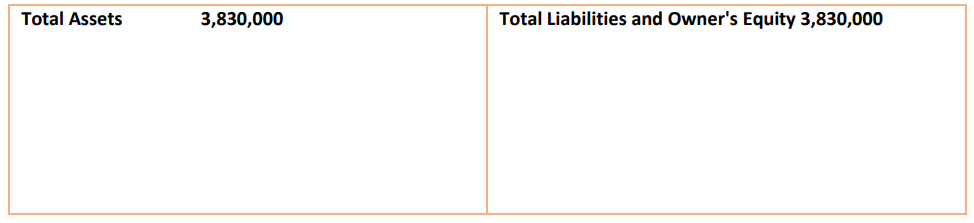 Total Assets 3,830,000
Total Liabilities and Owner's Equity 3,830,000